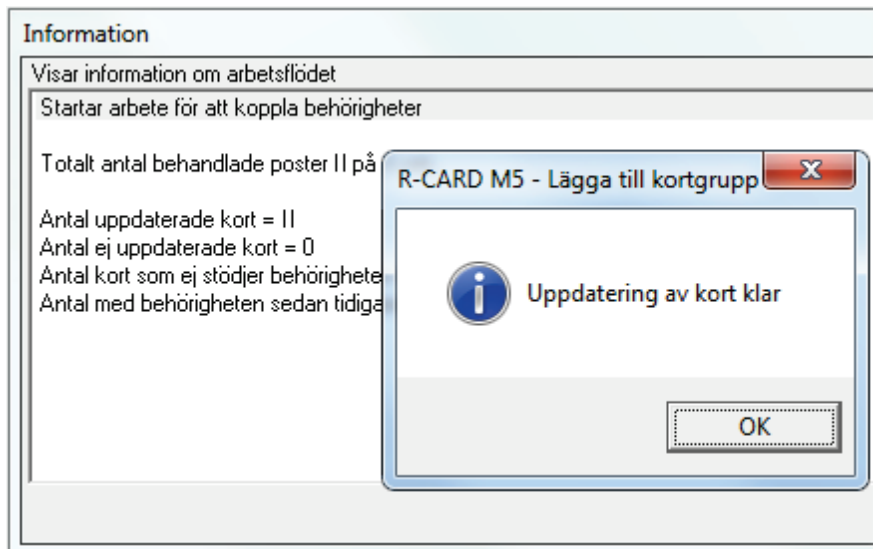 Information
Visar information om arbetsflödet
Startar arbete för att koppla behörigheter
Totalt antal behandlade poster II på
Antal uppdaterade kort = II
Antal ej uppdaterade kort = 0
Antal kort som ej stödjer behörighete
Antal med behörigheten sedan tidiga
R-CARD M5 - Lägga till kortgrupp
Uppdatering av kort klar
OK